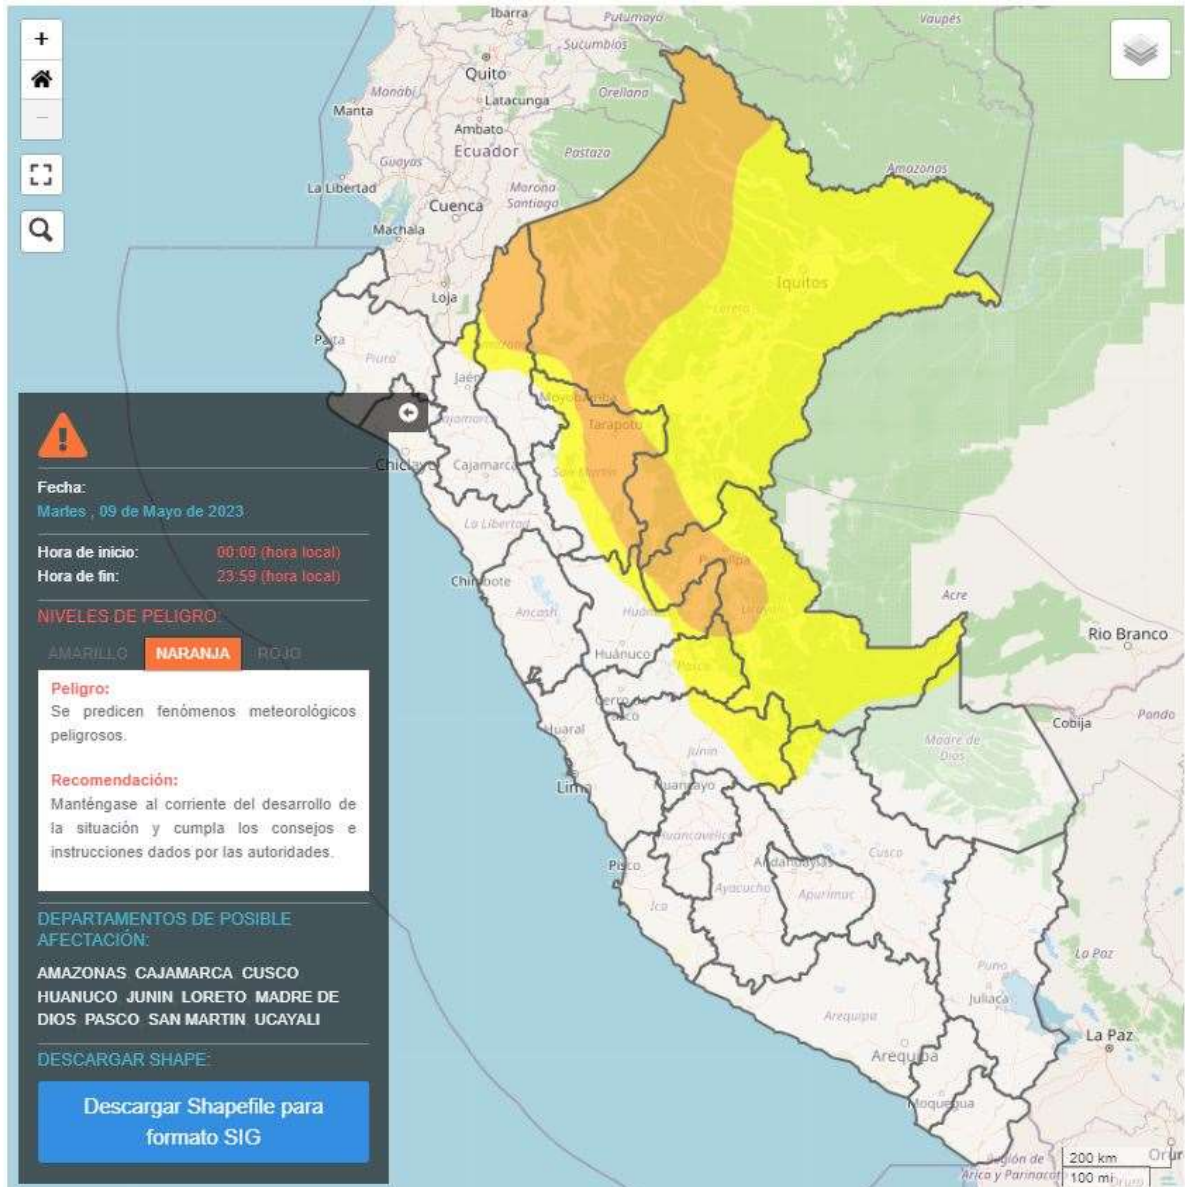 Ibarra
Putumayo
Vaupés
+
Sucumbíos
Quito
Manabí
Latacunga
Orellana
Manta
−
Ambato
Ecuador
Pastaza
Guayas
Amazonas
La Libertad
Morona
Santiago
Cuenca
Machala
Iquitos
Loja
Loreto
Piura
Jaén
Moyobamba
Tarapoto
Cajamarca
Chiclayo
Cajamarca
San Martín
La Libertad
Fecha:
Martes , 09 de Mayo de 2023
Hora de inicio: 00:00 (hora local)
Hora de fin: 23:59 (hora local)
NIVELES DE PELIGRO:
AMARILLO NARANJA ROJO
Peligro:
Se predicen fenómenos meteorológicos
peligrosos.
Recomendación:
Manténgase al corriente del desarrollo de
la situación y cumpla los consejos e
instrucciones dados por las autoridades.
DEPARTAMENTOS DE POSIBLE
AFECTACIÓN:
AMAZONAS CAJAMARCA CUSCO
HUANUCO JUNIN LORETO MADRE DE
DIOS PASCO SAN MARTIN UCAYALI
DESCARGAR SHAPE:
Descargar Shapefile para
formato SIG
Chimbote
Pucallpa
Ancash
Ucayali
Acre
Rio Branco
Huánuco
Pasco
Cobija
Pando
Huaral
Madre de
Dios
Junín
Lima
Huancayo
Huancavelica
Pisco
Andahuaylas
Cusco
Ayacucho
Apurímac
Ica
Puno
La Paz
Juliaca
Arequipa
La Paz
Arequipa
Moquegua
Región de
Arica y Parinacota
200 km
100 mi
Oruro